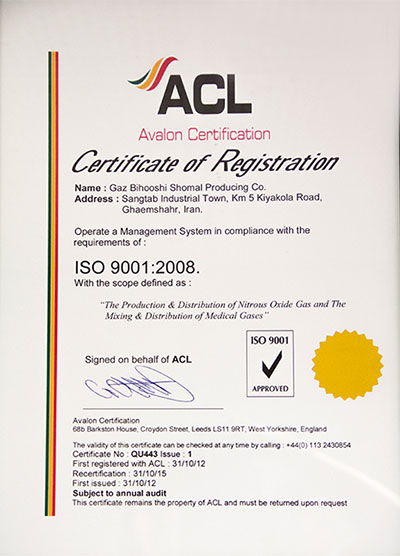 ACL
Avalon Certification
Certificate of Registration
Name : Gaz Bihooshi Shomal Producing Co.
Address : Sangtab Industrial Town, Km 5 Kiyakola Road,
Ghaemshahr, Iran.
Operate a Management System in compliance with the
requirements of :
ISO 9001:2008.
With the scope defined as :
"The Production & Distribution of Nitrous Oxide Gas and The
Mixing & Distribution of Medical Gases"
ISO 9001
APPROVED
Signed on behalf of ACL
Avalon Certification
68b Barkston House, Croydon Street, Leeds LS11 9RT, West Yorkshire, England
The validity of this certificate can be checked at any time by calling : +44(0) 113 2430854
Certificate No : QU443 Issue : 1
First registered with ACL : 31/10/12
Recertification : 31/10/15
First issued : 31/10/12
Subject to annual audit
This certificate remains the property of ACL and must be returned upon request